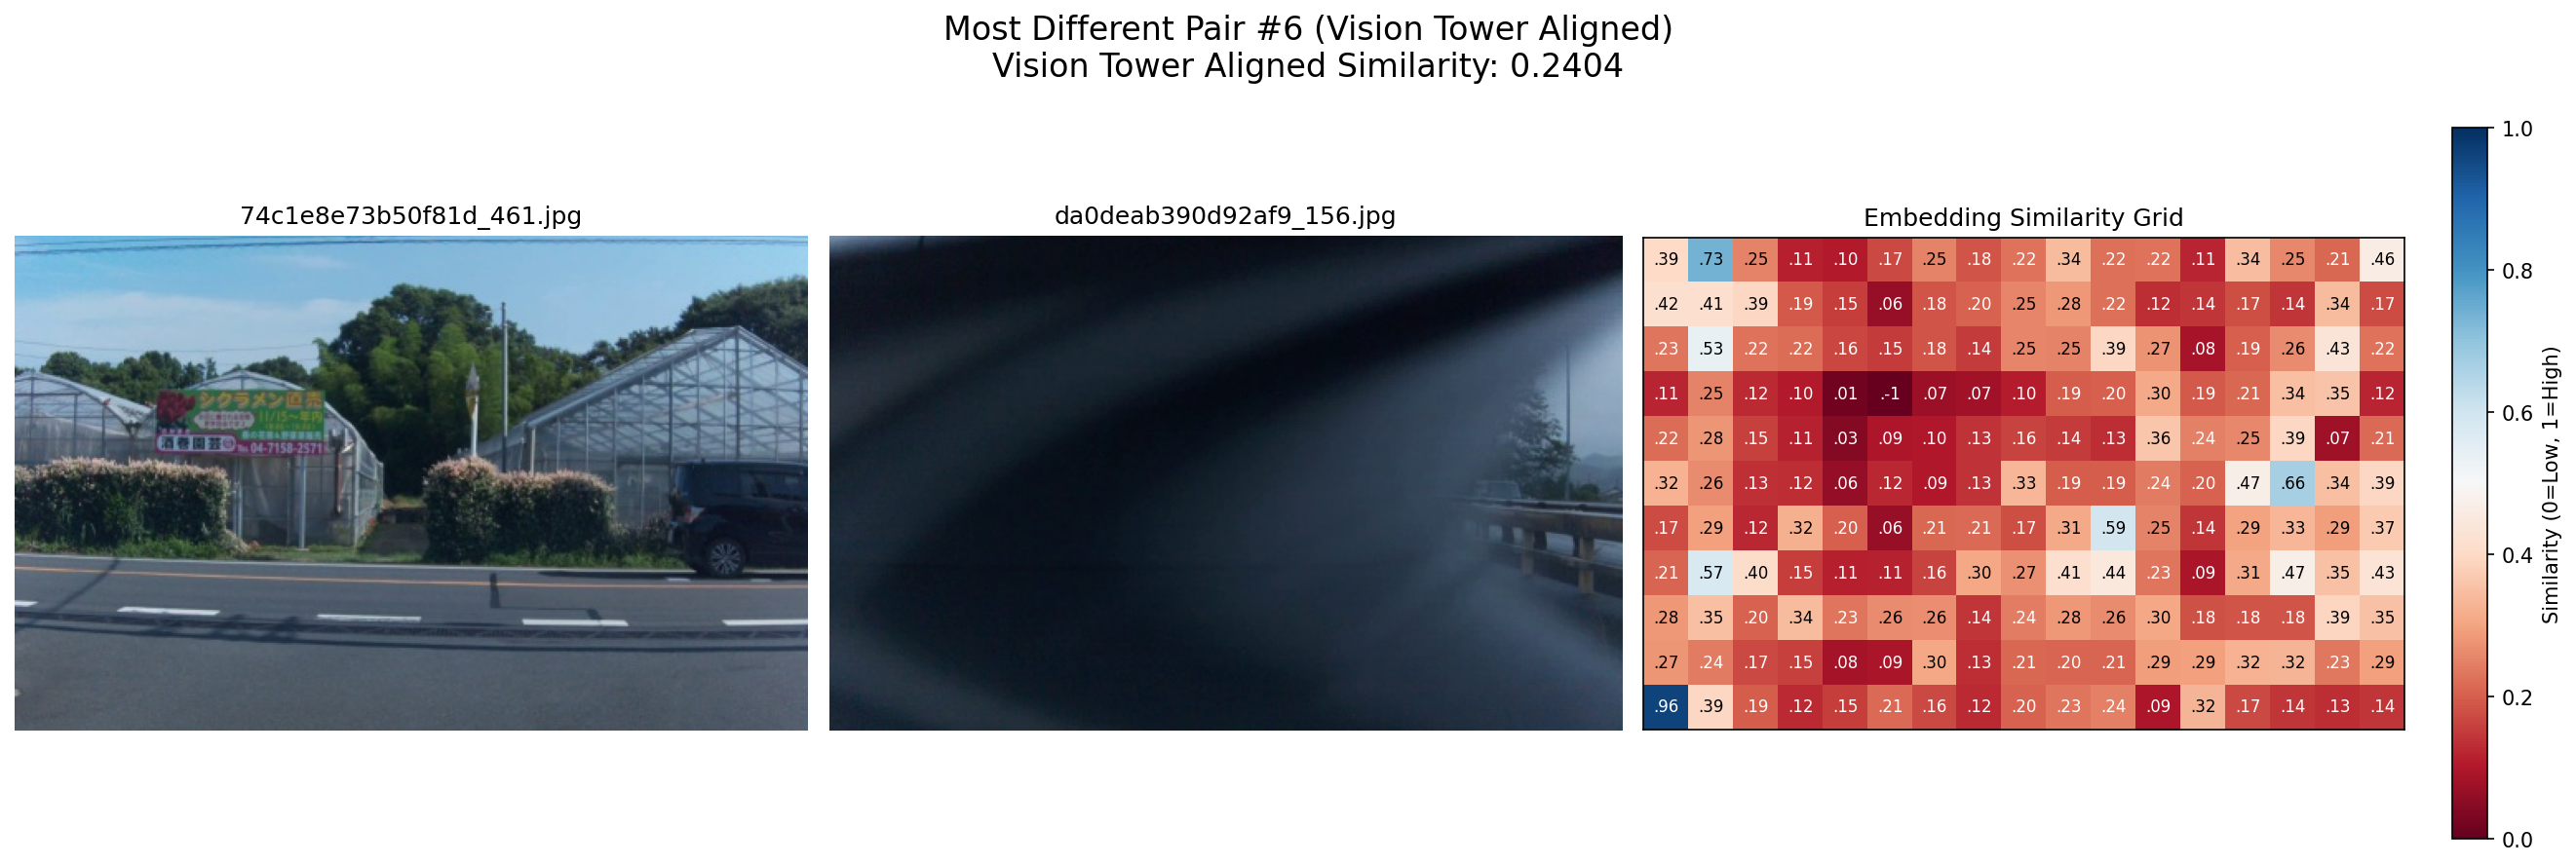 Most Different Pair #6 (Vision Tower Aligned)
Vision Tower Aligned Similarity: 0.2404
74c1e8e73b50f81d_461.jpg
da0deab390d92af9_156.jpg
Embedding Similarity Grid
シクラメン直売
11/15〜年内
酒巻園芸
TEL 04-7158-2571
.39 .73 .25 .11 .10 .17 .25 .18 .22 .34 .22 .22 .11 .34 .25 .21 .46
.42 .41 .39 .19 .15 .06 .18 .20 .25 .28 .22 .12 .14 .17 .14 .34 .17
.23 .53 .22 .22 .16 .15 .18 .14 .25 .25 .39 .27 .08 .19 .26 .43 .22
.11 .25 .12 .10 .01 .-1 .07 .07 .10 .19 .20 .30 .19 .21 .34 .35 .12
.22 .28 .15 .11 .03 .09 .10 .13 .16 .14 .13 .36 .24 .25 .39 .07 .21
.32 .26 .13 .12 .06 .12 .09 .13 .33 .19 .19 .24 .20 .47 .66 .34 .39
.17 .29 .12 .32 .20 .06 .21 .21 .17 .31 .59 .25 .14 .29 .33 .29 .37
.21 .57 .40 .15 .11 .11 .16 .30 .27 .41 .44 .23 .09 .31 .47 .35 .43
.28 .35 .20 .34 .23 .26 .26 .14 .24 .28 .26 .30 .18 .18 .18 .39 .35
.27 .24 .17 .15 .08 .09 .30 .13 .21 .20 .21 .29 .29 .32 .32 .23 .29
.96 .39 .19 .12 .15 .21 .16 .12 .20 .23 .24 .09 .32 .17 .14 .13 .14
1.0
0.8
0.6
0.4
0.2
0.0
Similarity (0=Low, 1=High)